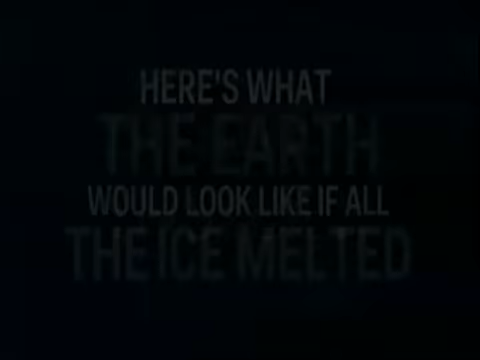 HERE'S WHAT
THE EARTH
WOULD LOOK LIKE IF ALL
THE ICE MELTED